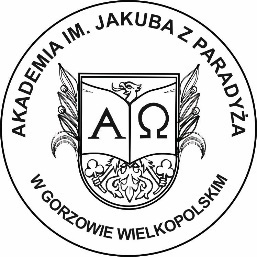 AKADEMIA IM. JAKUBA Z PARADYŻA
Α Ω
W GORZOWIE WIELKOPOLSKIM